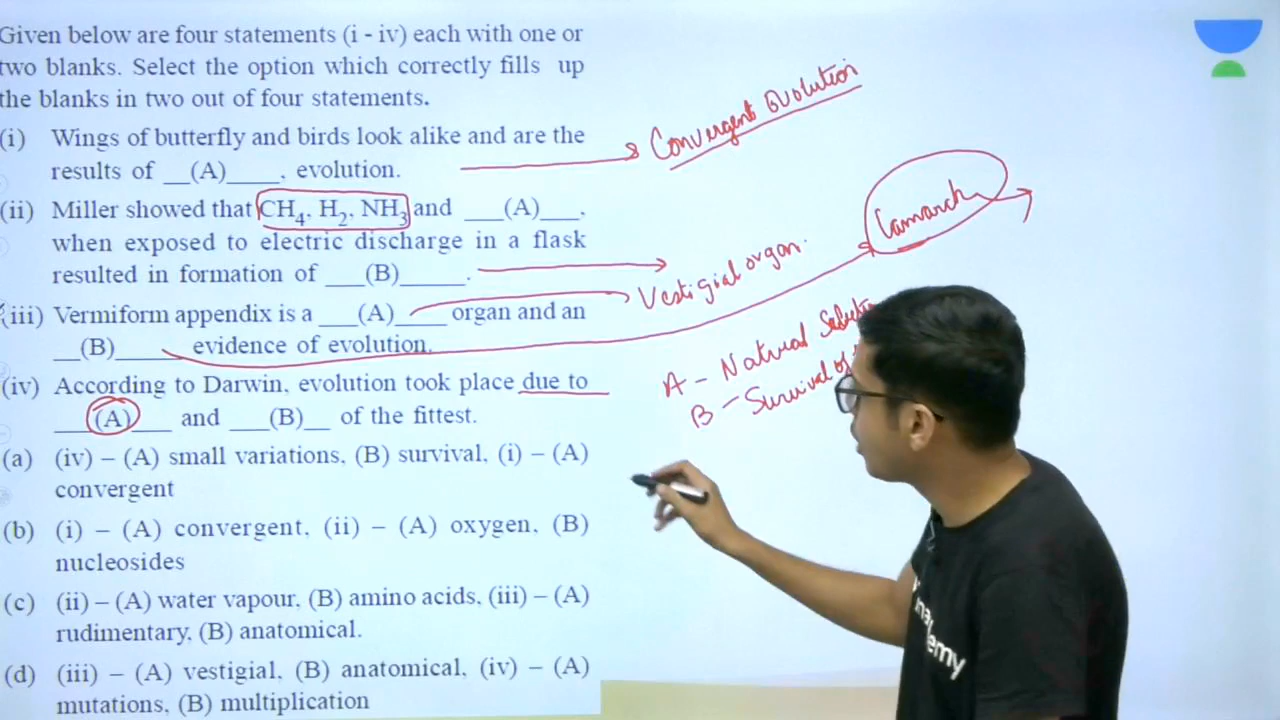 Given below are four statements (i - iv) each with one or
two blanks. Select the option which correctly fills up
the blanks in two out of four statements.
(i) Wings of butterfly and birds look alike and are the
results of __(A)____, evolution.
(ii) Miller showed that CH4, H2, NH3 and ___(A)___,
when exposed to electric discharge in a flask
resulted in formation of ___(B)_____.
(iii) Vermiform appendix is a ___(A)____ organ and an
__(B)_____ evidence of evolution.
(iv) According to Darwin, evolution took place due to
___(A)___ and ___(B)__ of the fittest.
(a) (iv) – (A) small variations, (B) survival, (i) – (A)
convergent
(b) (i) – (A) convergent, (ii) – (A) oxygen, (B)
nucleosides
(c) (ii) – (A) water vapour, (B) amino acids, (iii) – (A)
rudimentary, (B) anatomical.
(d) (iii) – (A) vestigial, (B) anatomical, (iv) – (A)
mutations, (B) multiplication
Convergent Evolution
Lamarck
Vestigial organ.
A - Natural
B - Survival of